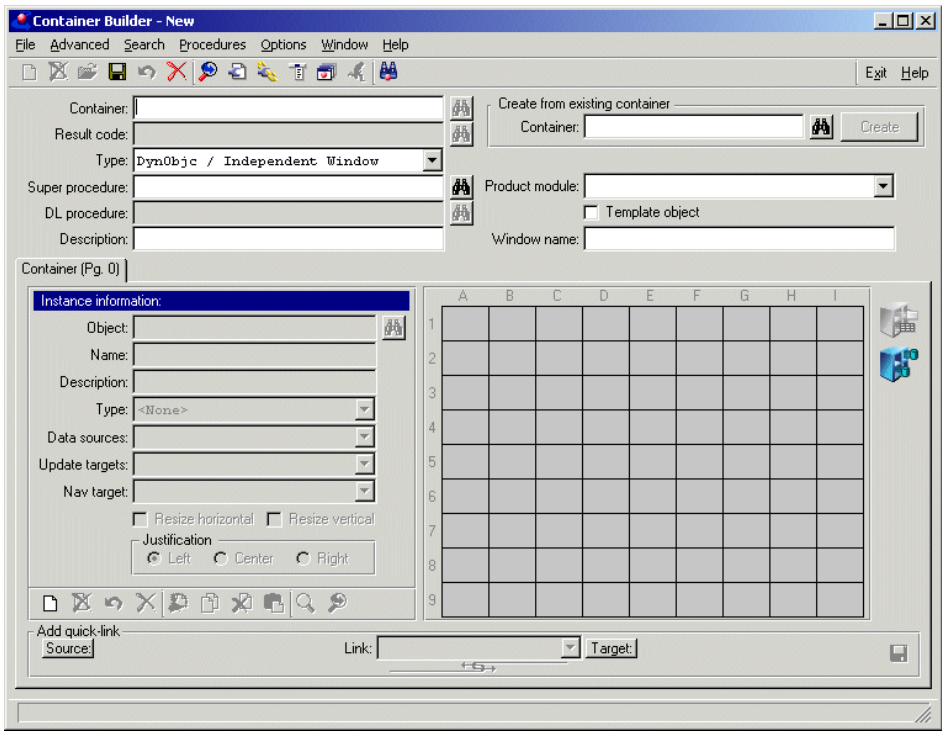 Container Builder - New
File Advanced Search Procedures Options Window Help
Exit Help
Container:
Result code:
Type: DynObjc / Independent Window
Super procedure:
DL procedure:
Description:
Create from existing container
Container: Create
Product module:
Template object
Window name:
Container (Pg. 0)
Instance information:
Object:
Name:
Description:
Type: <None>
Data sources:
Update targets:
Nav target:
Resize horizontal Resize vertical
Justification
Left Center Right
A B C D E F G H I
1
2
3
4
5
6
7
8
9
Add quick-link
Source: Link: Target: